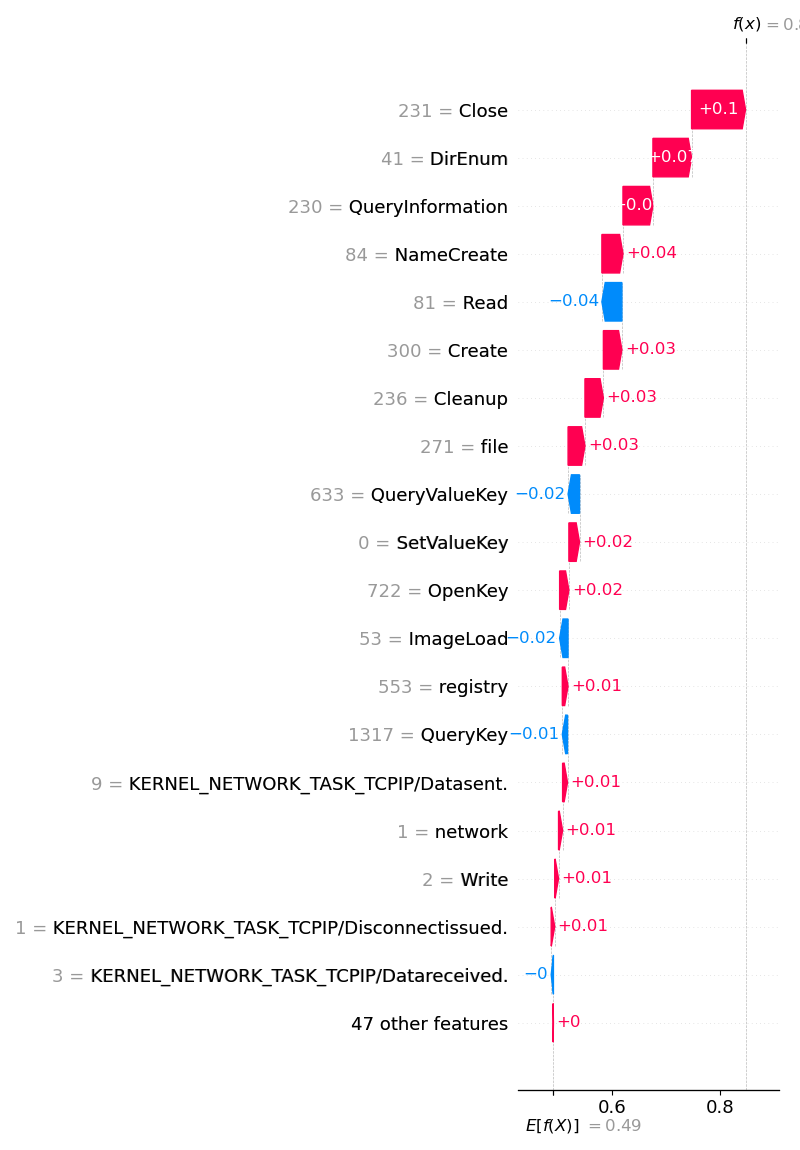 f(x) = 0.8
231 = Close +0.1
41 = DirEnum +0.07
230 = QueryInformation
84 = NameCreate +0.04
81 = Read −0.04
300 = Create +0.03
236 = Cleanup +0.03
271 = file +0.03
633 = QueryValueKey −0.02
0 = SetValueKey +0.02
722 = OpenKey +0.02
53 = ImageLoad −0.02
553 = registry +0.01
1317 = QueryKey −0.01
9 = KERNEL_NETWORK_TASK_TCPIP/Datasent. +0.01
1 = network +0.01
2 = Write +0.01
1 = KERNEL_NETWORK_TASK_TCPIP/Disconnectissued. +0.01
3 = KERNEL_NETWORK_TASK_TCPIP/Datareceived. −0
47 other features +0
0.6 0.8
E[f(X)] = 0.49